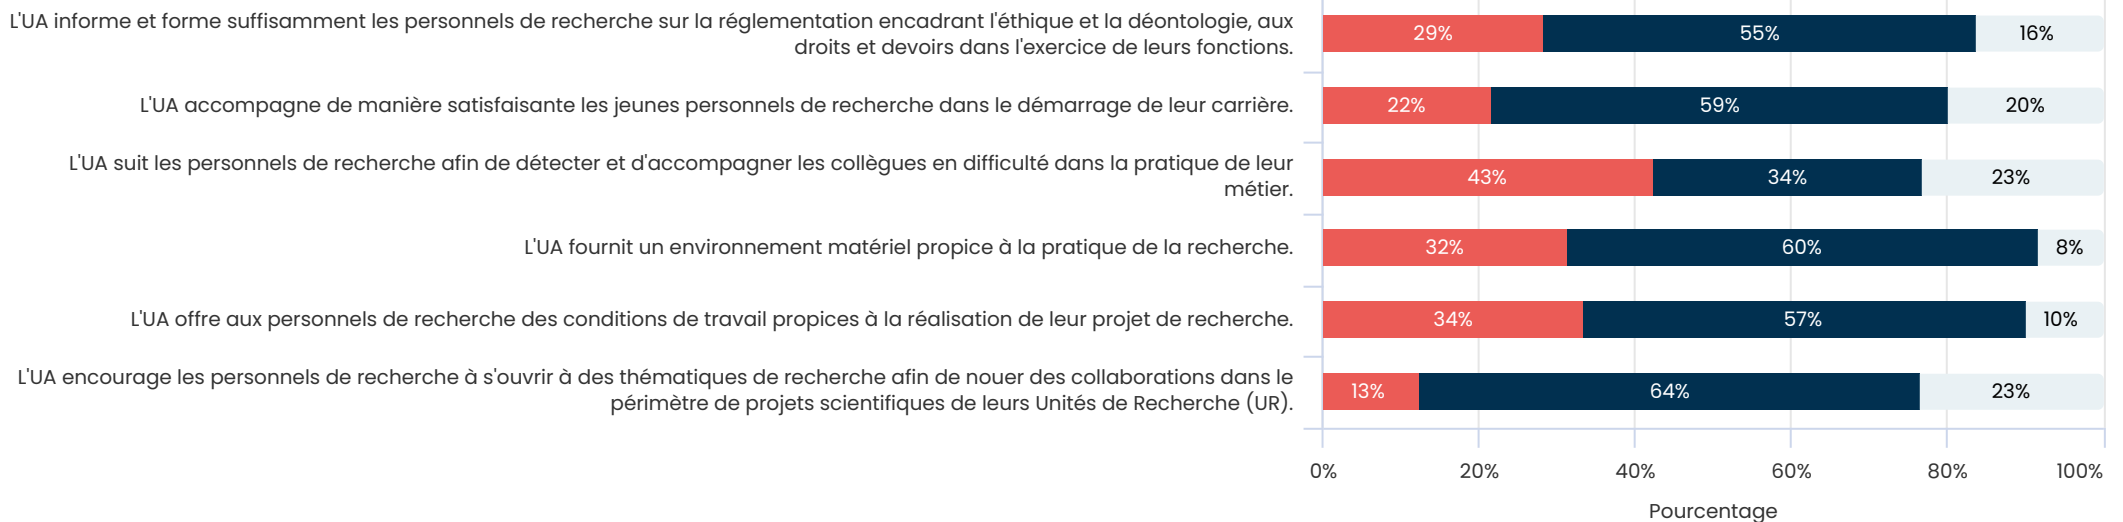 L'UA informe et forme suffisamment les personnels de recherche sur la réglementation encadrant l'éthique et la déontologie, aux
droits et devoirs dans l'exercice de leurs fonctions.
29% 55% 16%
L'UA accompagne de manière satisfaisante les jeunes personnels de recherche dans le démarrage de leur carrière.
22% 59% 20%
L'UA suit les personnels de recherche afin de détecter et d'accompagner les collègues en difficulté dans la pratique de leur
métier.
43% 34% 23%
L'UA fournit un environnement matériel propice à la pratique de la recherche.
32% 60% 8%
L'UA offre aux personnels de recherche des conditions de travail propices à la réalisation de leur projet de recherche.
34% 57% 10%
L'UA encourage les personnels de recherche à s'ouvrir à des thématiques de recherche afin de nouer des collaborations dans le
périmètre de projets scientifiques de leurs Unités de Recherche (UR).
13% 64% 23%
0% 20% 40% 60% 80% 100%
Pourcentage